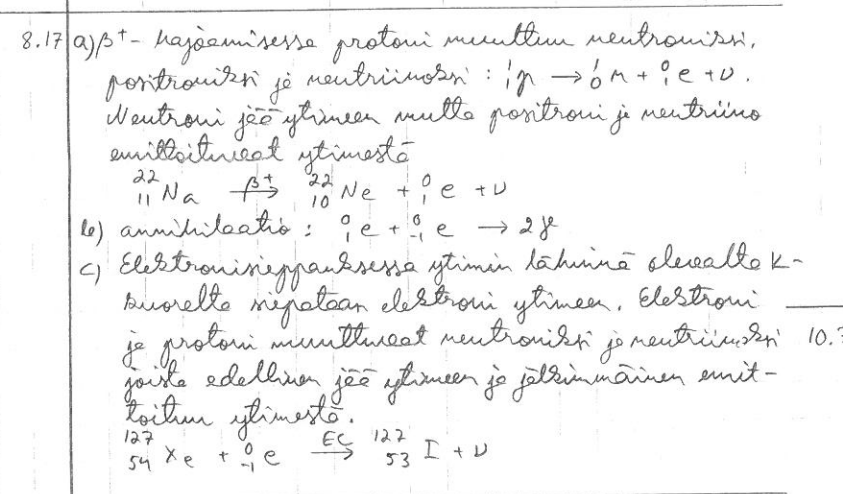 8.17 a) β⁺- hajoamisessa protoni muuttuu neutroniksi,
positroniksi ja neutriinoksi : ¹₁p → ¹₀n + ⁰₁e + ν.
Neutroni jää ytimeen mutta positroni ja neutriino
emittoituvat ytimestä
²²₁₁Na β⁺→ ²²₁₀Ne + ⁰₁e + ν
b) annihilaatio : ⁰₁e + ⁰₋₁e → 2γ
c) Elektronisieppauksessa ytimen lähinnä olevalta K-
kuorelta siepataan elektroni ytimeen. Elektroni
ja protoni muuttuvat neutroniksi ja neutriinoksi
joista edellinen jää ytimeen ja jälkimmäinen emit-
toituu ytimestä.
¹²⁷₅₄Xe + ⁰₋₁e EC→ ¹²⁷₅₃I + ν